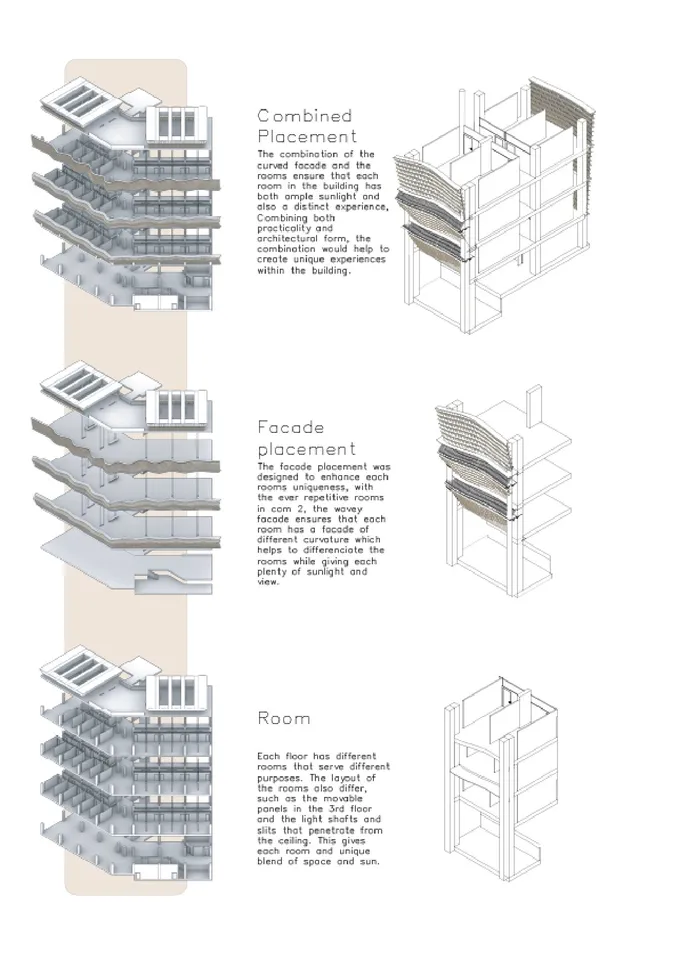 Combined
Placement
The combination of the
curved facade and the
rooms ensure that each
room in the building has
both ample sunlight and
also a distinct experience,
Combining both
practicality and
architectural form, the
combination would help to
create unique experiences
within the building.
Facade
placement
The facade placement was
designed to enhance each
rooms uniqueness, with
the ever repetitive rooms
in com 2, the wavey
facade ensures that each
room has a facade of
different curvature which
helps to differenciate the
rooms while giving each
plenty of sunlight and
view.
Room
Each floor has different
rooms that serve different
purposes. The layout of
the rooms also differ,
such as the movable
panels in the 3rd floor
and the light shafts and
slits that penetrate from
the ceiling. This gives
each room and unique
blend of space and sun.